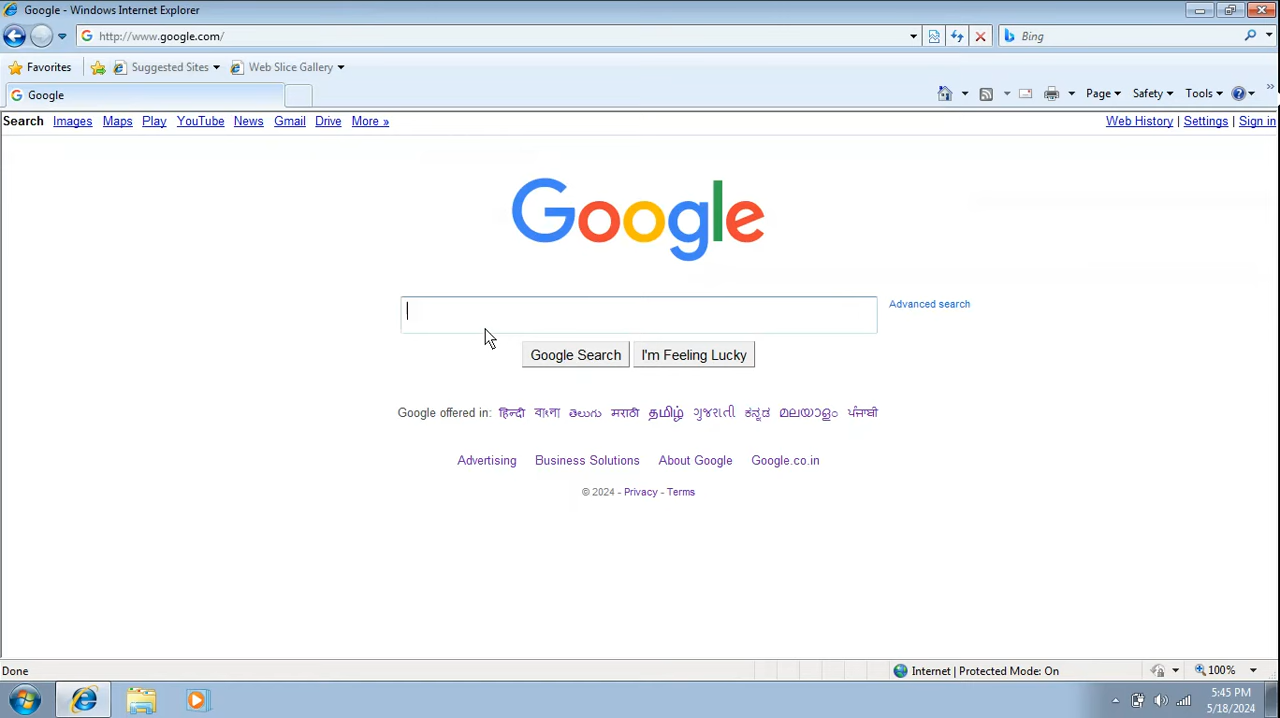 Google - Windows Internet Explorer
http://www.google.com/
Bing
Favorites Suggested Sites Web Slice Gallery
Google
Page Safety Tools
Search Images Maps Play YouTube News Gmail Drive More »
Web History | Settings | Sign in
Google
Advanced search
Google Search I'm Feeling Lucky
Google offered in: हिन्दी বাংলা తెలుగు मराठी தமிழ் ગુજરાતી ಕನ್ನಡ മലയാളം ਪੰਜਾਬੀ
Advertising Business Solutions About Google Google.co.in
© 2024 - Privacy - Terms
Done
Internet | Protected Mode: On
100%
5:45 PM
5/18/2024